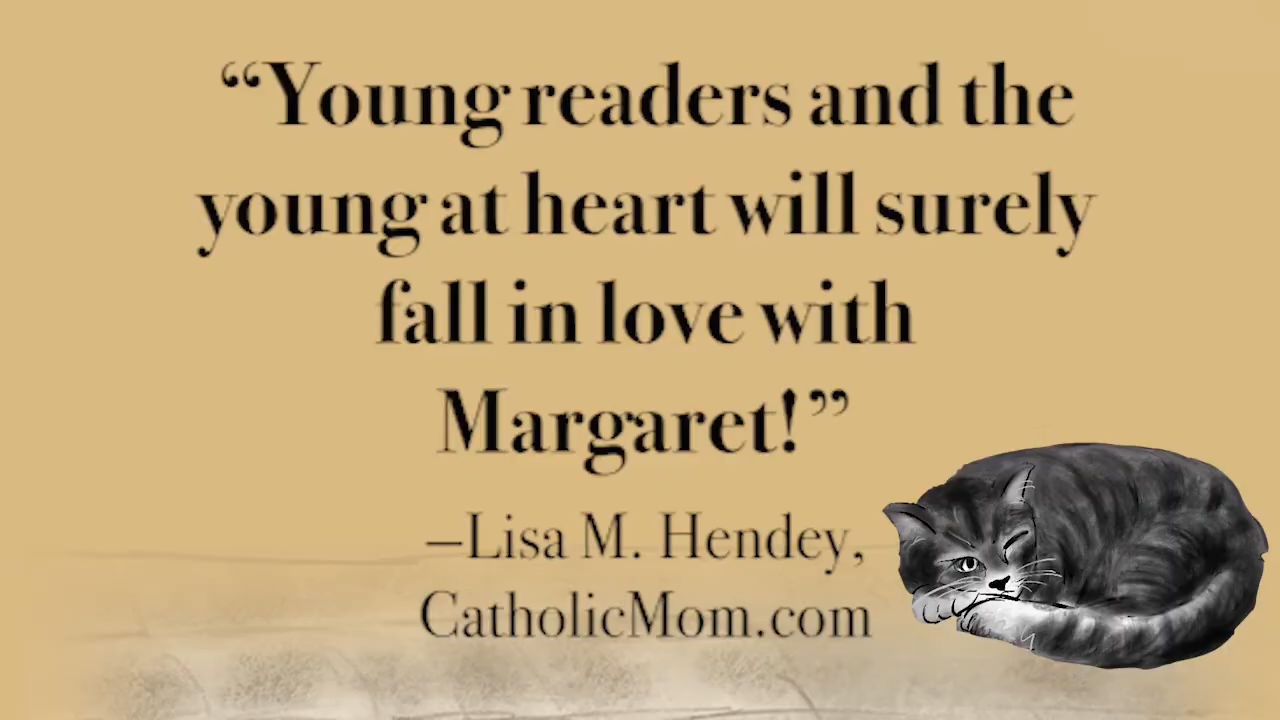 “Young readers and the
young at heart will surely
fall in love with
Margaret!”
–Lisa M. Hendey,
CatholicMom.com